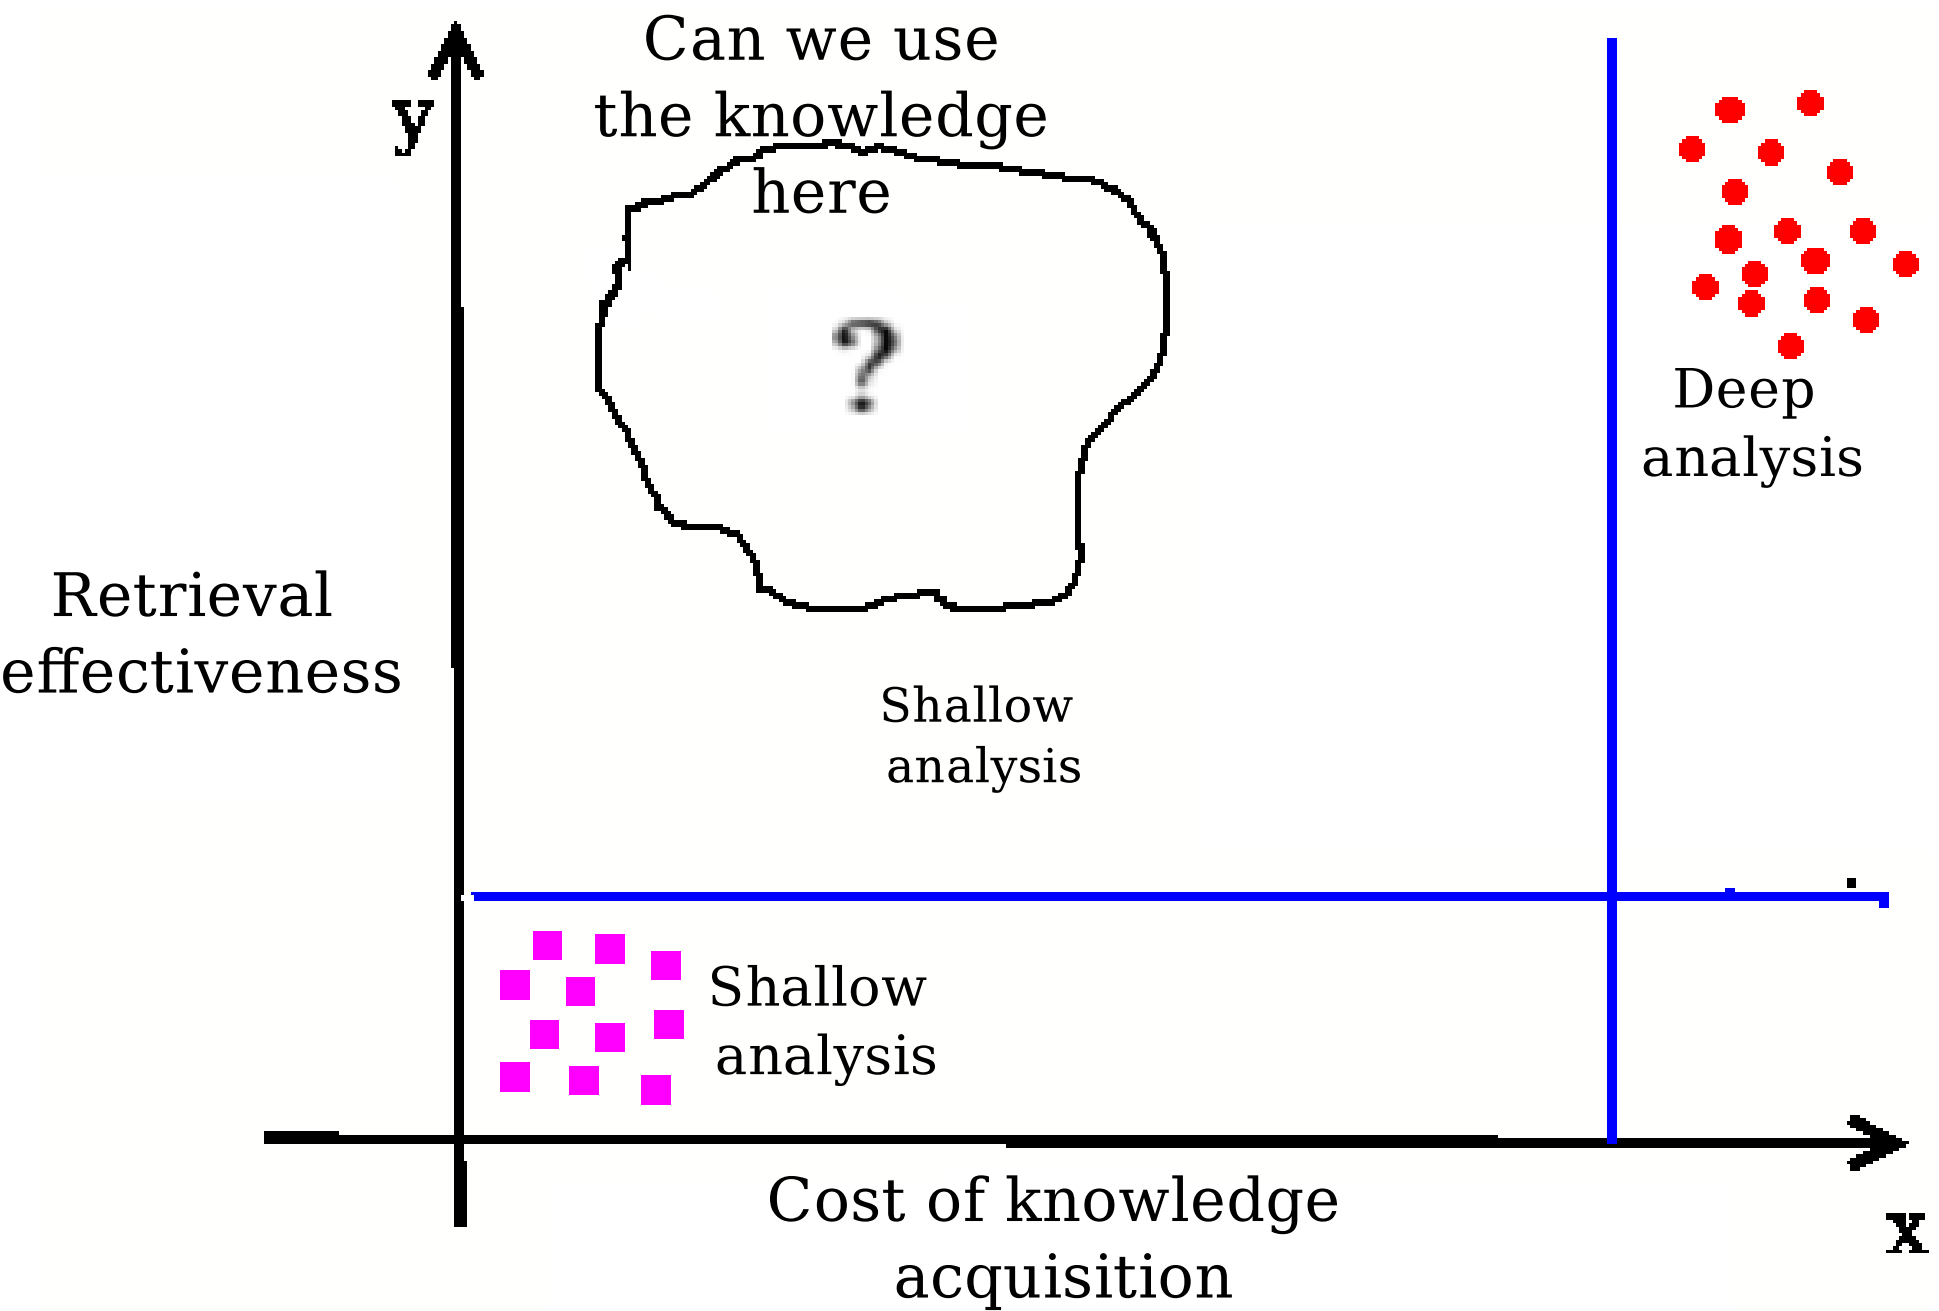 Can we use
the knowledge
here
y
?
Deep
analysis
Retrieval
effectiveness
Shallow
analysis
Shallow
analysis
Cost of knowledge
acquisition
x